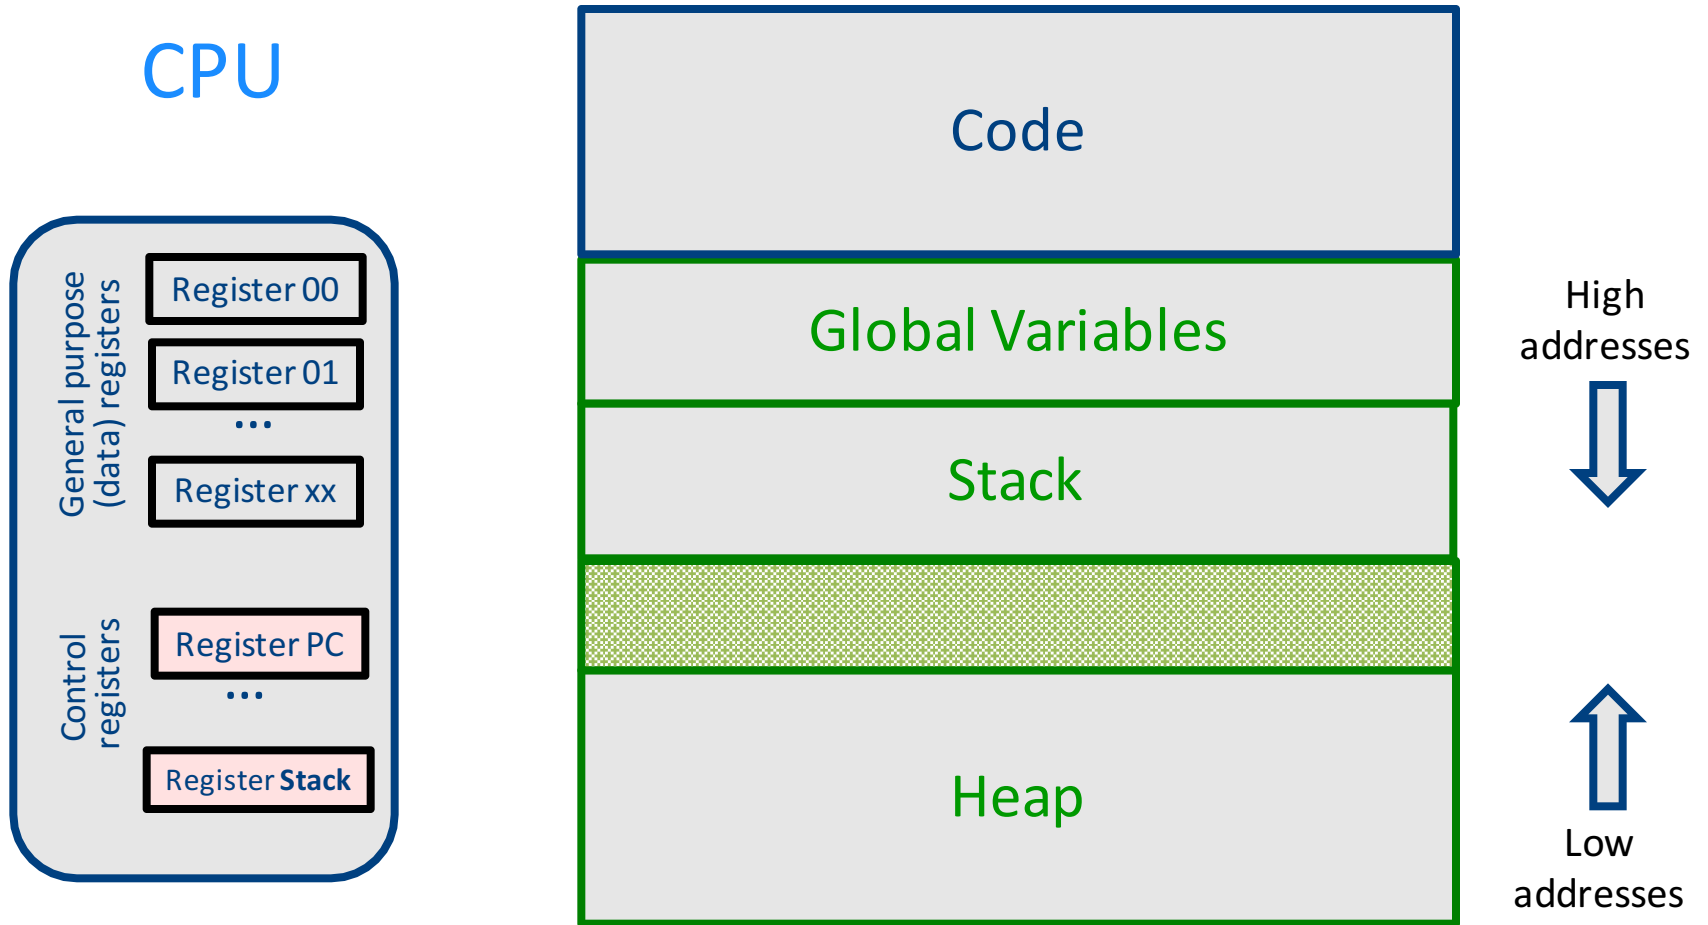 CPU
General purpose
(data) registers
Register 00
Register 01
...
Register xx
Control
registers
Register PC
...
Register Stack
Code
Global Variables
Stack
Heap
High
addresses
Low
addresses